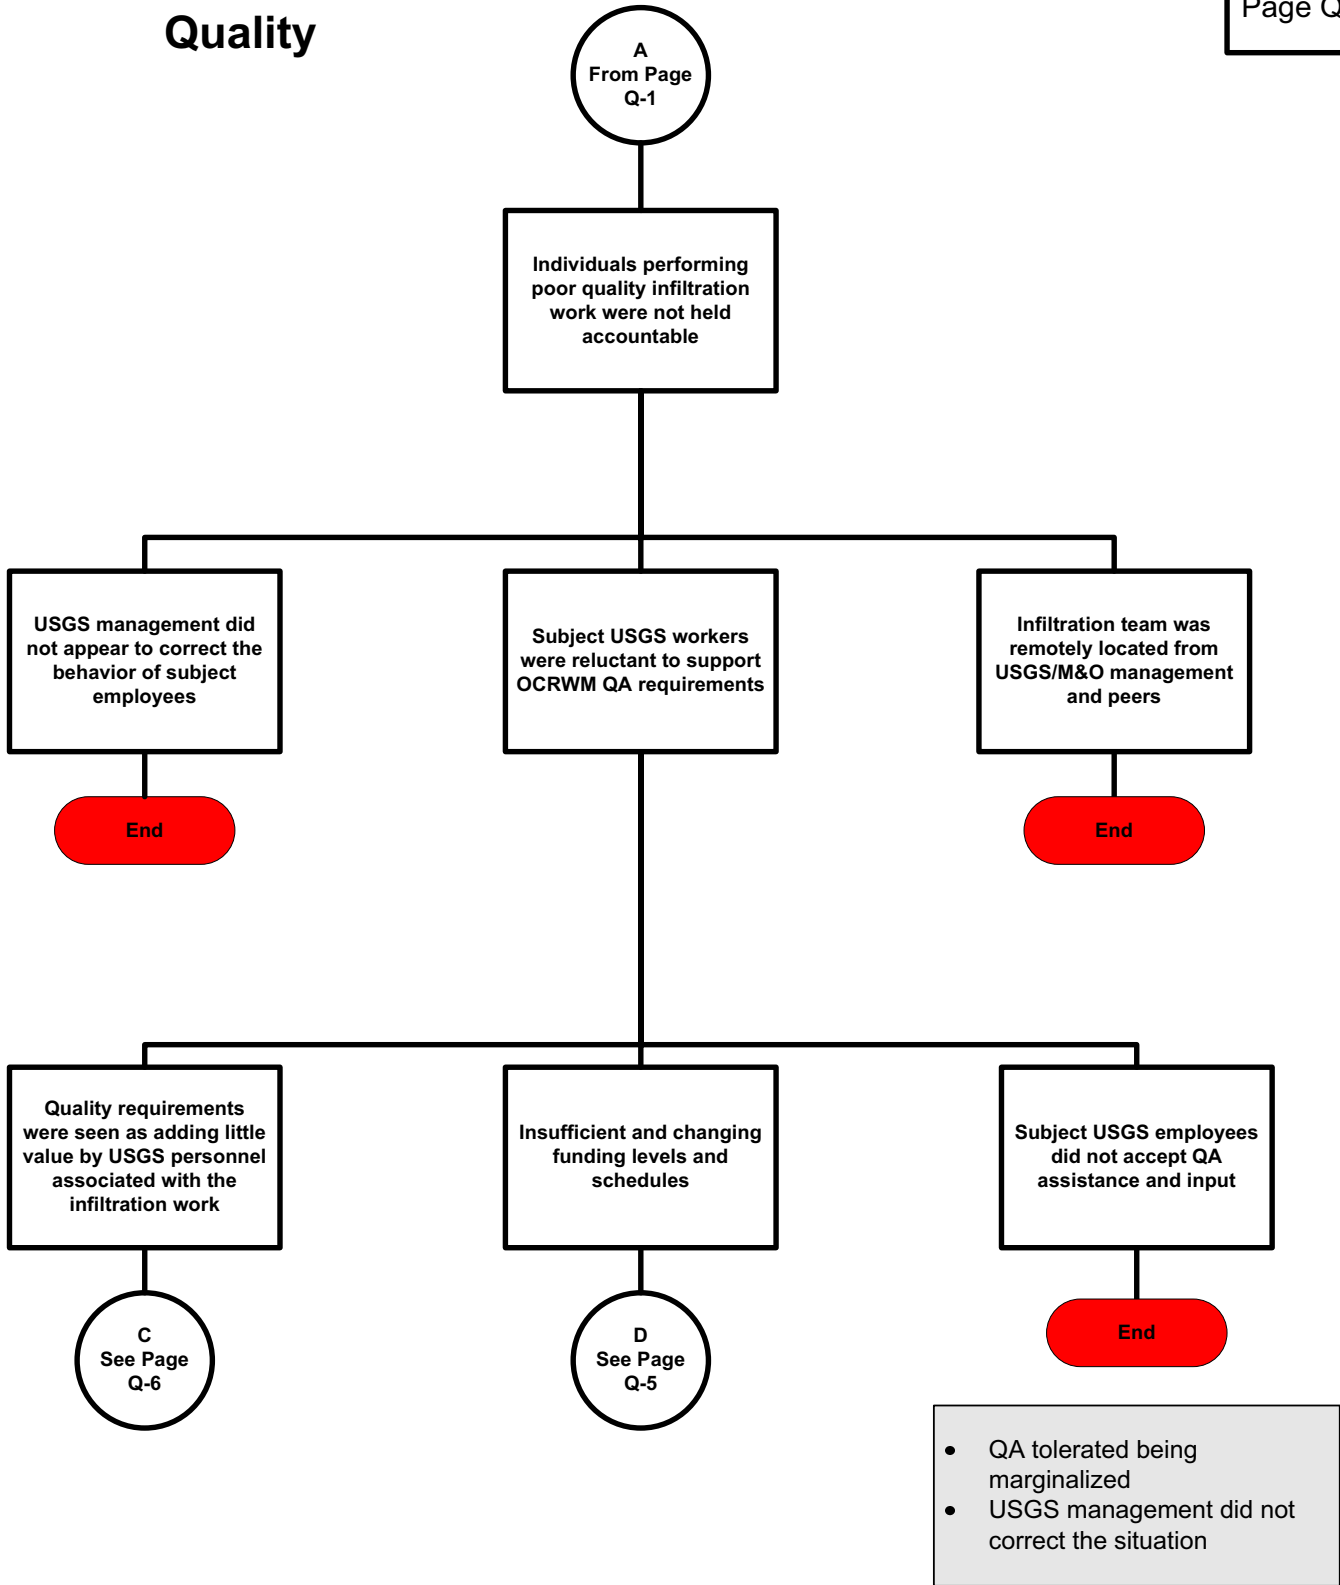 Quality
Page Q
A
From Page
Q-1
Individuals performing
poor quality infiltration
work were not held
accountable
USGS management did
not appear to correct the
behavior of subject
employees
Subject USGS workers
were reluctant to support
OCRWM QA requirements
Infiltration team was
remotely located from
USGS/M&O management
and peers
End
End
Quality requirements
were seen as adding little
value by USGS personnel
associated with the
infiltration work
Insufficient and changing
funding levels and
schedules
Subject USGS employees
did not accept QA
assistance and input
C
See Page
Q-6
D
See Page
Q-5
End
• QA tolerated being
marginalized
• USGS management did not
correct the situation